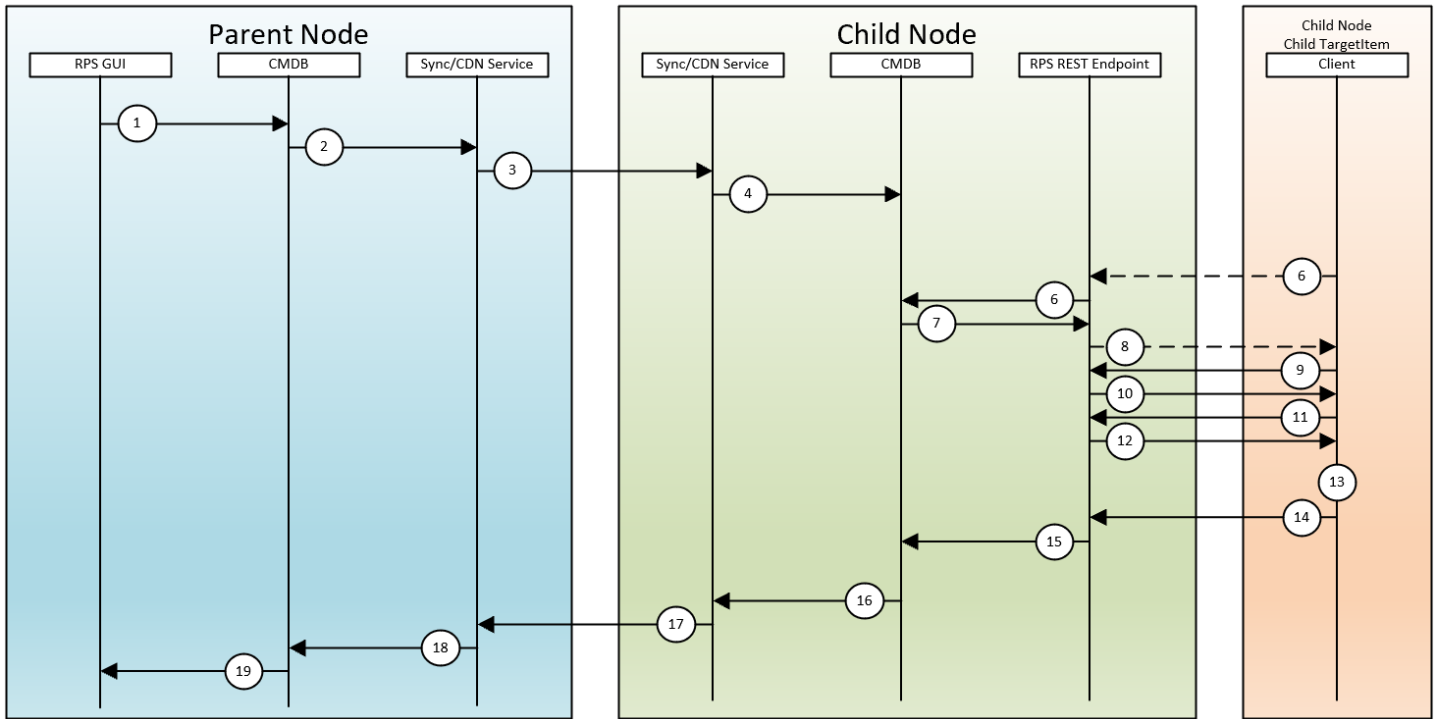 Parent Node
RPS GUI
CMDB
Sync/CDN Service
Child Node
Sync/CDN Service
CMDB
RPS REST Endpoint
Child Node
Child TargetItem
Client
1
2
3
4
6
6
7
8
9
10
11
12
13
14
15
16
17
18
19